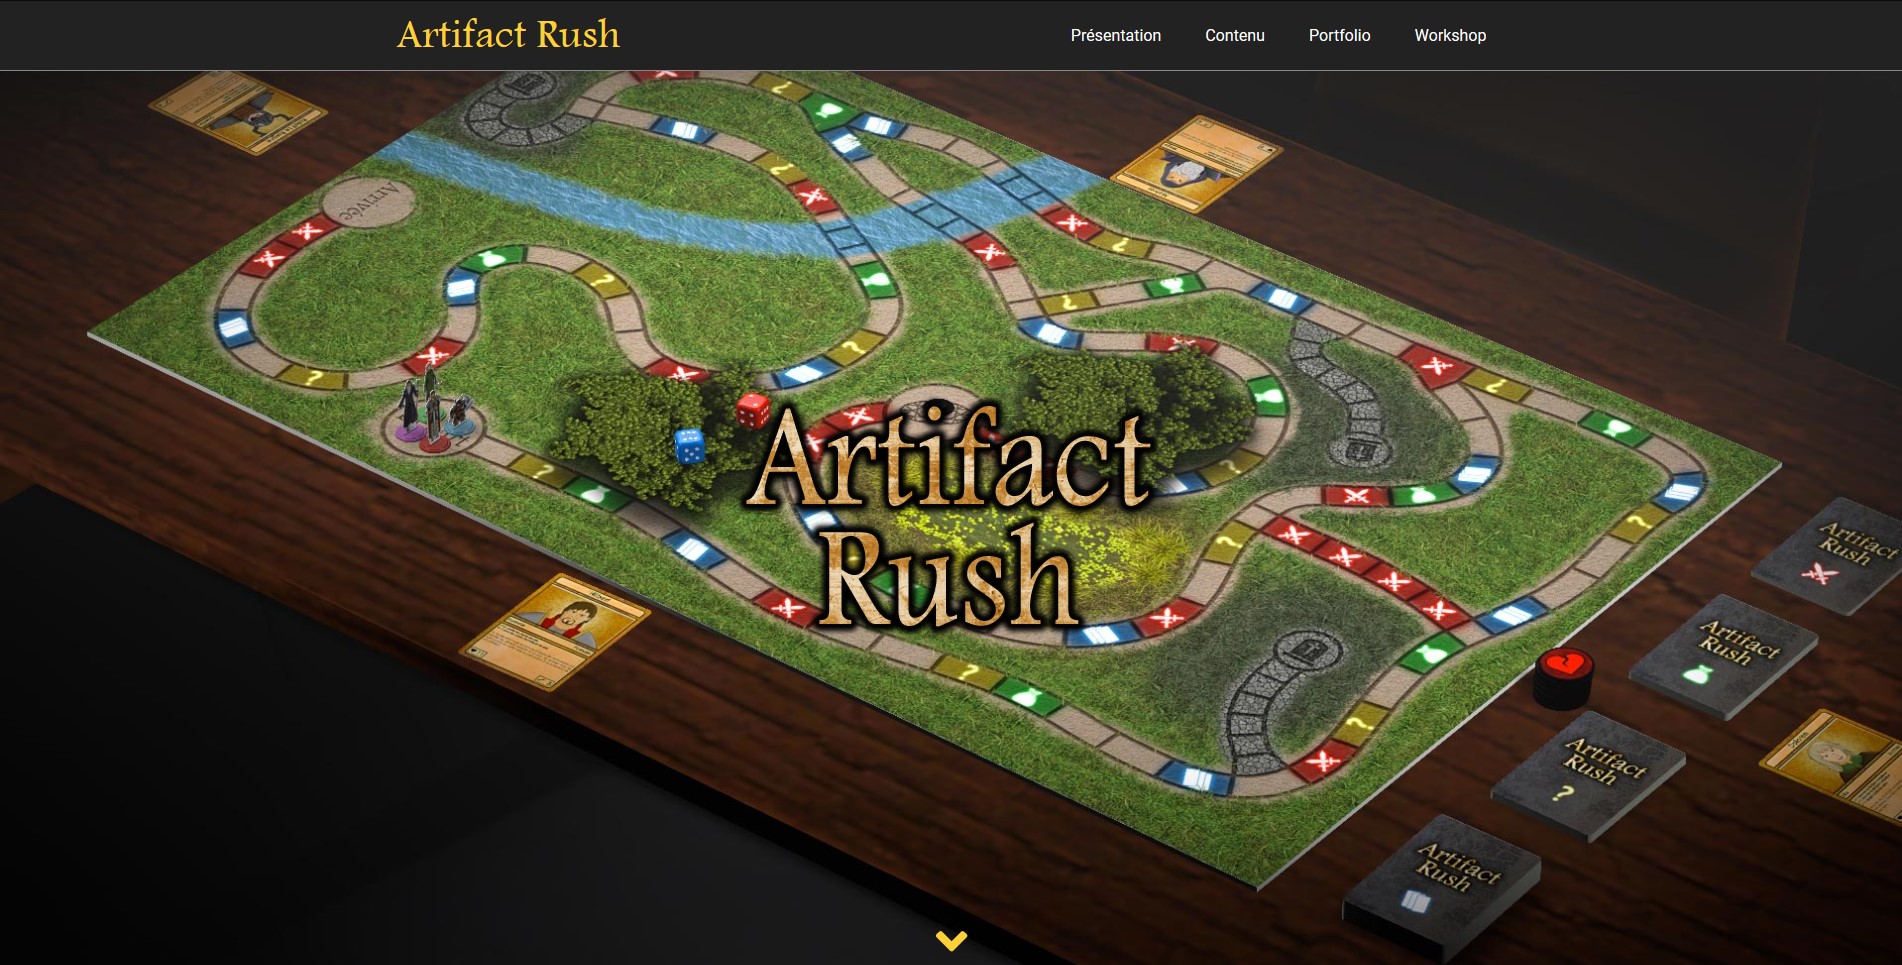 Artifact Rush
Présentation
Contenu
Portfolio
Workshop
Arrivée
Artifact
Rush
Artifact
Rush
Artifact
Rush
?
Artifact
Rush
Artifact
Rush